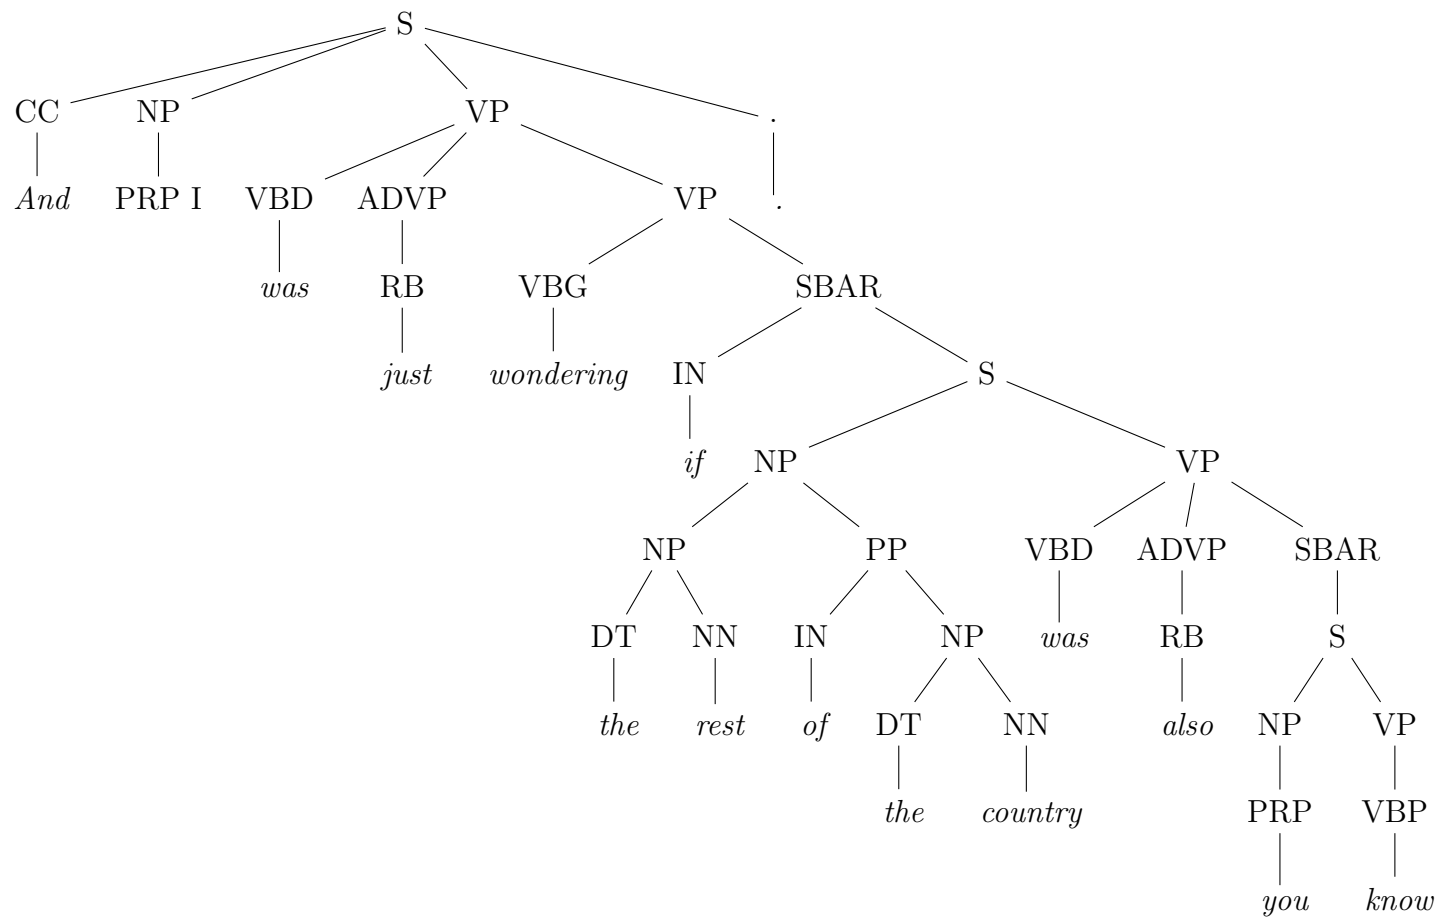 S
CC NP VP .
And PRP I VBD ADVP VP .
was RB VBG SBAR
just wondering IN S
if NP VP
NP PP VBD ADVP SBAR
DT NN IN NP was RB S
the rest of DT NN also NP VP
the country PRP VBP
you know